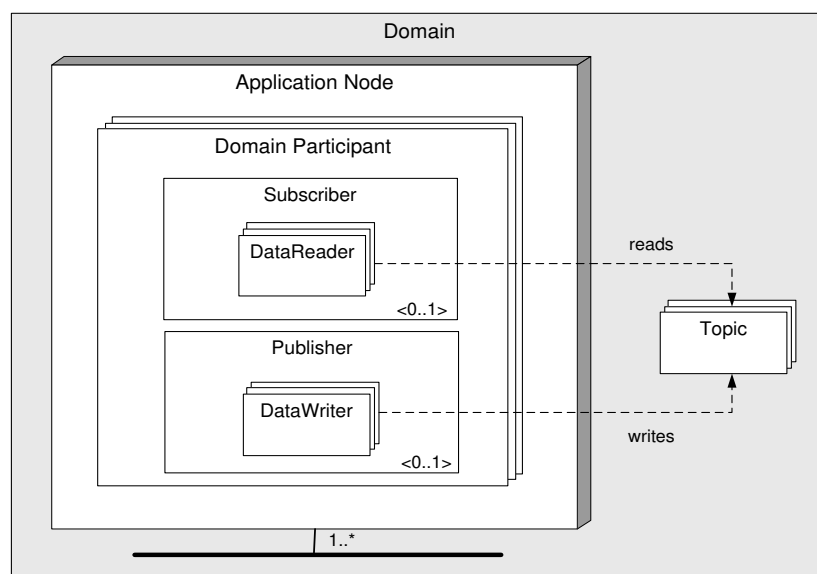 Domain
Application Node
Domain Participant
Subscriber
DataReader
<0..1>
reads
Topic
Publisher
DataWriter
<0..1>
writes
1..*